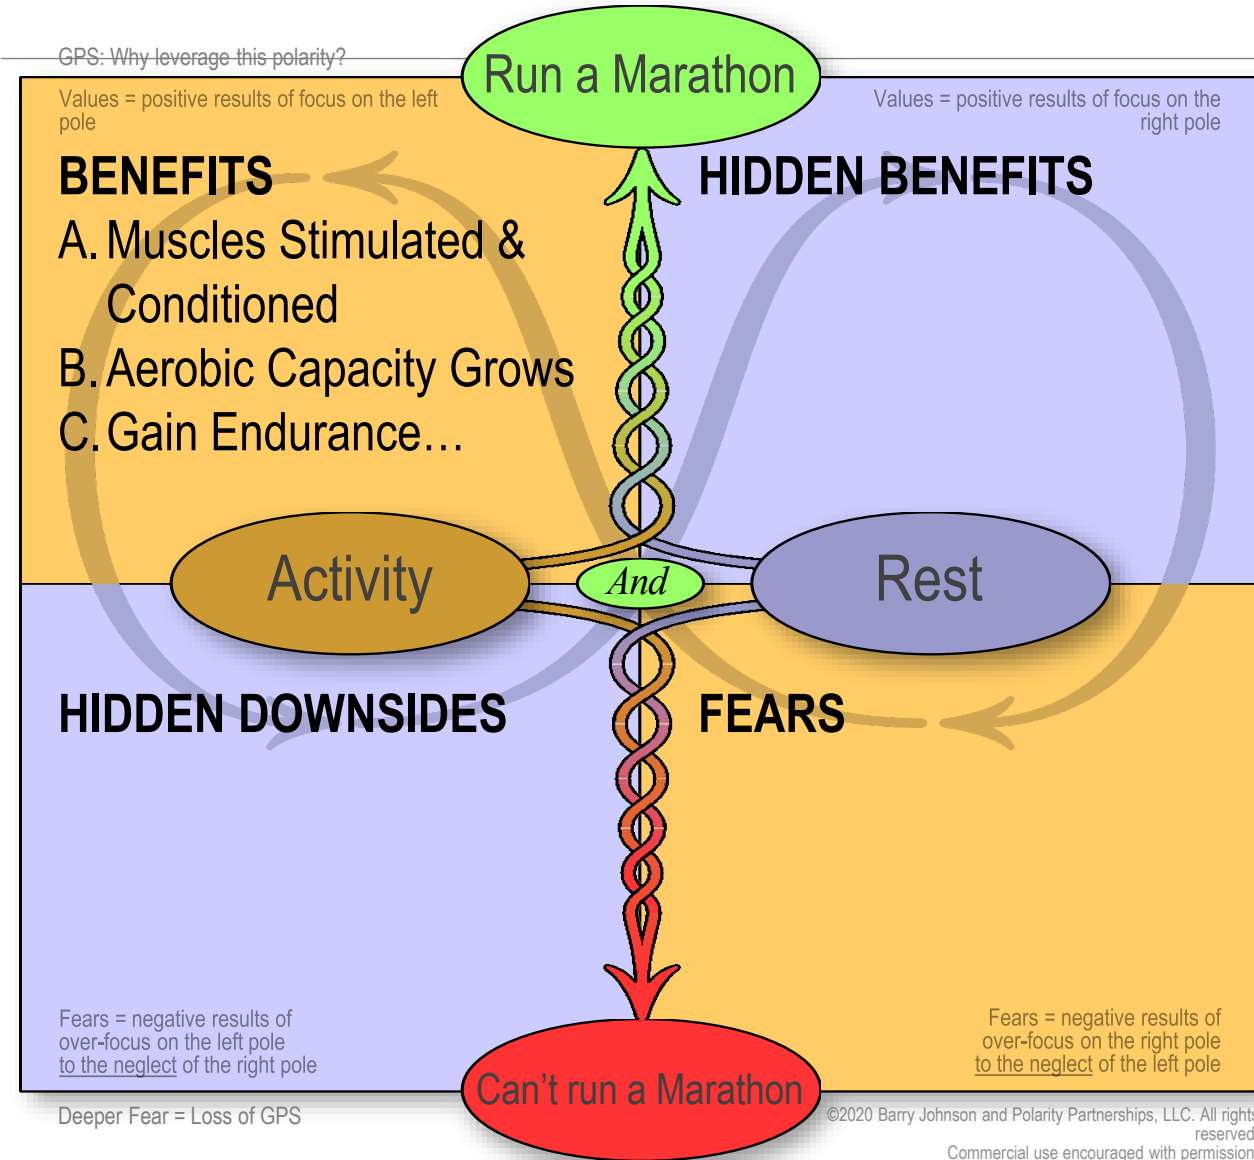 GPS: Why leverage this polarity?
Run a Marathon
Values = positive results of focus on the left
pole
Values = positive results of focus on the
right pole
BENEFITS
A. Muscles Stimulated &
Conditioned
B. Aerobic Capacity Grows
C. Gain Endurance…
HIDDEN BENEFITS
Activity
And
Rest
HIDDEN DOWNSIDES
FEARS
Fears = negative results of
over-focus on the left pole
to the neglect of the right pole
Fears = negative results of
over-focus on the right pole
to the neglect of the left pole
Can't run a Marathon
Deeper Fear = Loss of GPS
©2020 Barry Johnson and Polarity Partnerships, LLC. All rights
reserved
Commercial use encouraged with permission